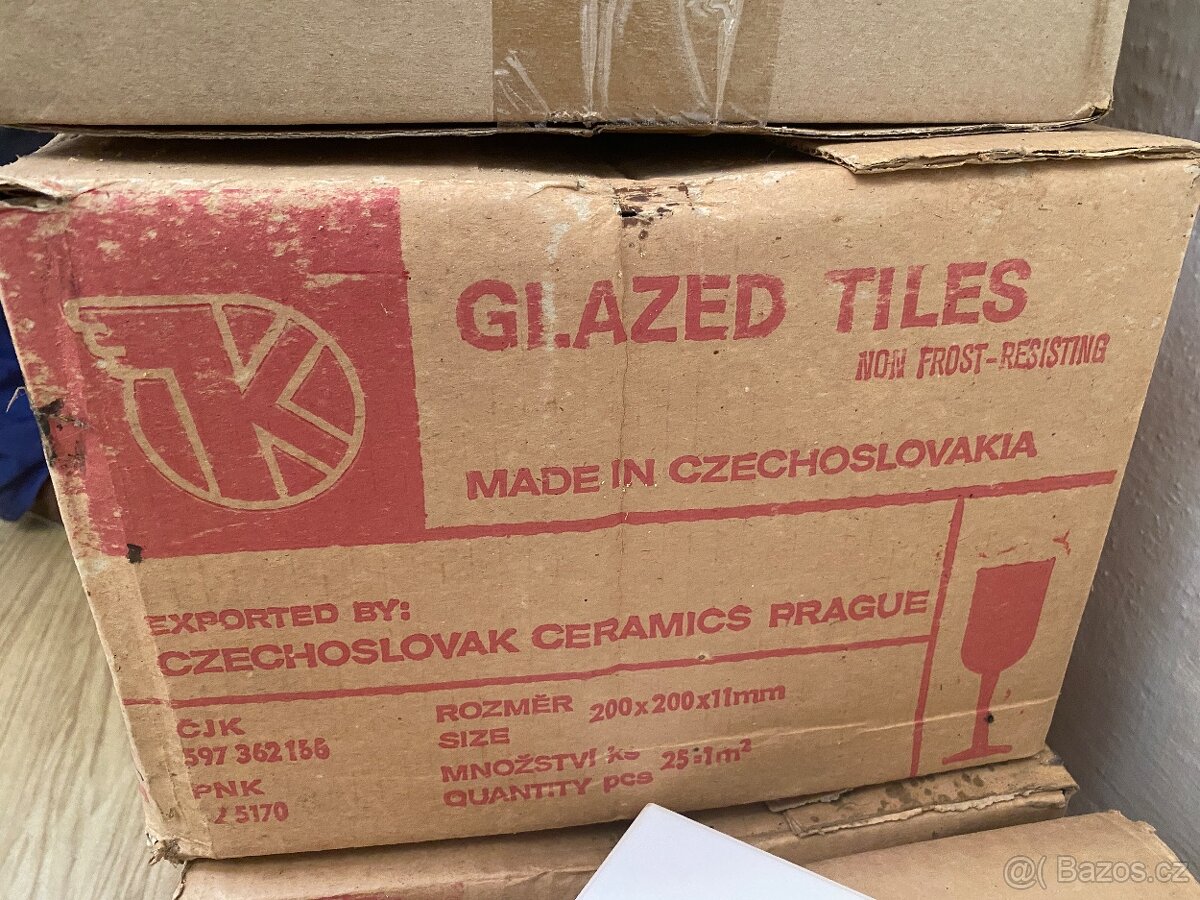 K
GLAZED TILES
NON FROST-RESISTING
MADE IN CZECHOSLOVAKIA
EXPORTED BY:
CZECHOSLOVAK CERAMICS PRAGUE
ČJK
597 362 156
PNK
5170
ROZMĚR 200x200x11mm
SIZE
MNOŽSTVÍ ks 25=1m²
QUANTITY pcs
@( Bazos.cz